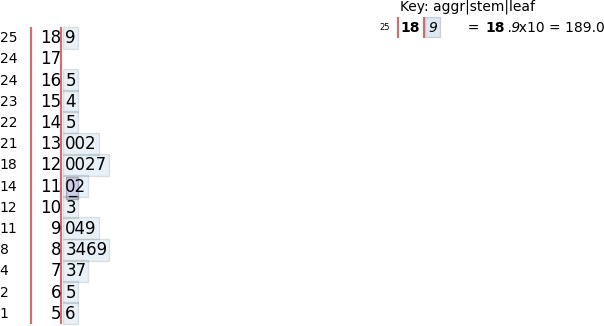 Key: aggr|stem|leaf
25 18 9 = 18 .9x10 = 189.0
25 18 9
24 17
24 16 5
23 15 4
22 14 5
21 13 002
18 12 0027
14 11 02
12 10 3
11 9 049
8 8 3469
4 7 37
2 6 5
1 5 6